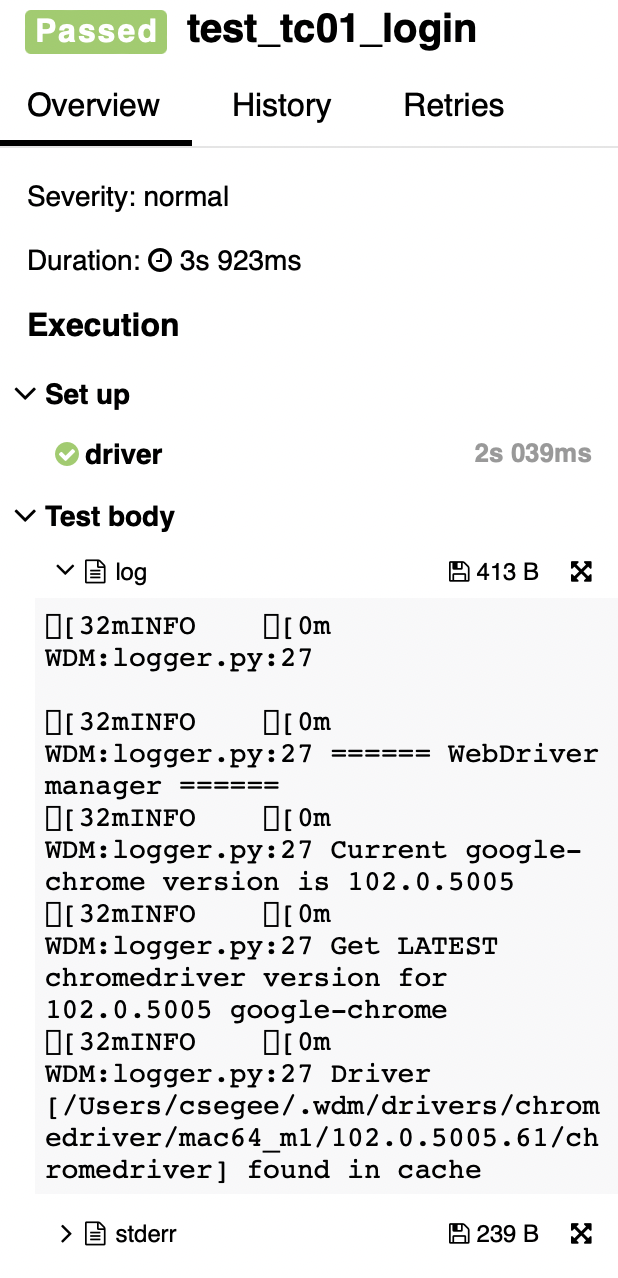 Passed test_tc01_login
Overview History Retries
Severity: normal
Duration: 3s 923ms
Execution
Set up
driver 2s 039ms
Test body
log 413 B
[32mINFO [0m
WDM:logger.py:27
[32mINFO [0m
WDM:logger.py:27 ====== WebDriver
manager ======
[32mINFO [0m
WDM:logger.py:27 Current google-
chrome version is 102.0.5005
[32mINFO [0m
WDM:logger.py:27 Get LATEST
chromedriver version for
102.0.5005 google-chrome
[32mINFO [0m
WDM:logger.py:27 Driver
[/Users/csegee/.wdm/drivers/chrom
edriver/mac64_m1/102.0.5005.61/ch
romedriver] found in cache
stderr 239 B